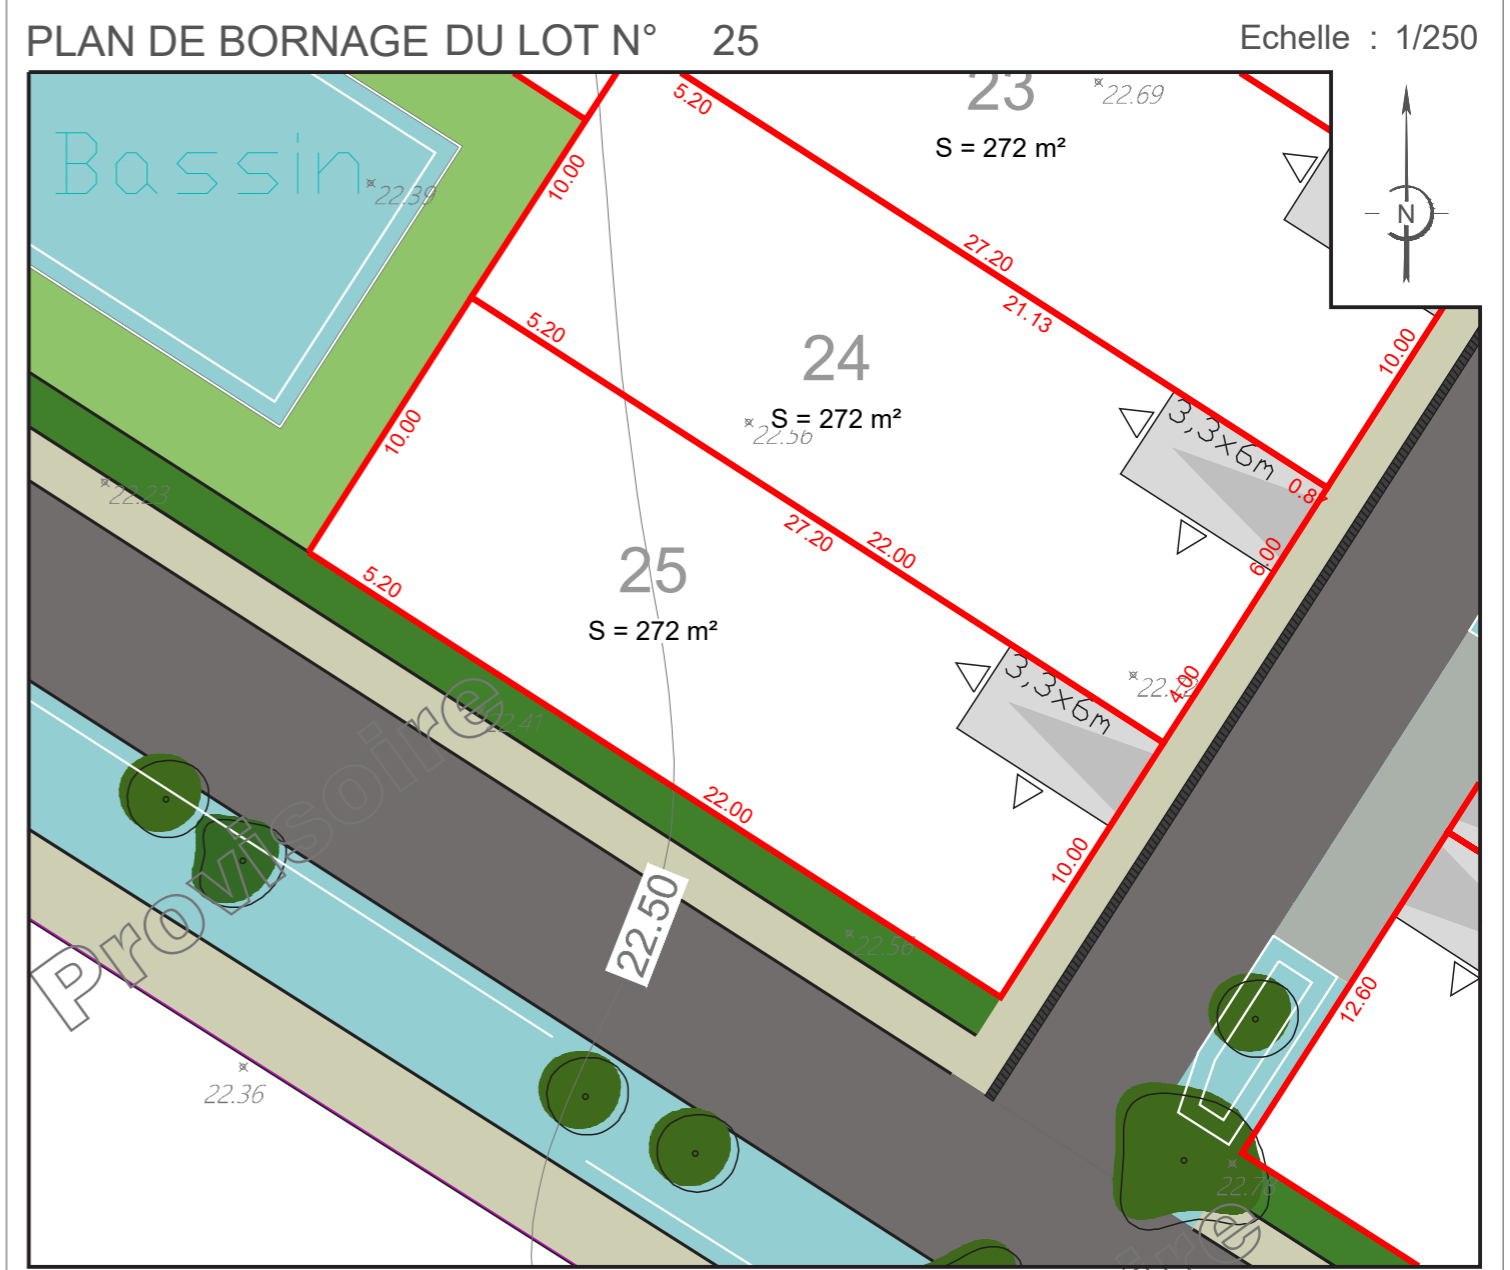 PLAN DE BORNAGE DU LOT N° 25
Echelle : 1/250
N
Bassin
22.39
10.00
5.20
23
S = 272 m²
22.69
27.20
21.13
10.00
5.20
24
S = 272 m²
22.56
3,3x6m
0.87
6.00
10.00
22.23
27.20
22.00
25
S = 272 m²
5.20
3,3x6m
4.00
22.41
22.00
10.00
22.50
22.56
Provisoire
12.60
22.36
22.78